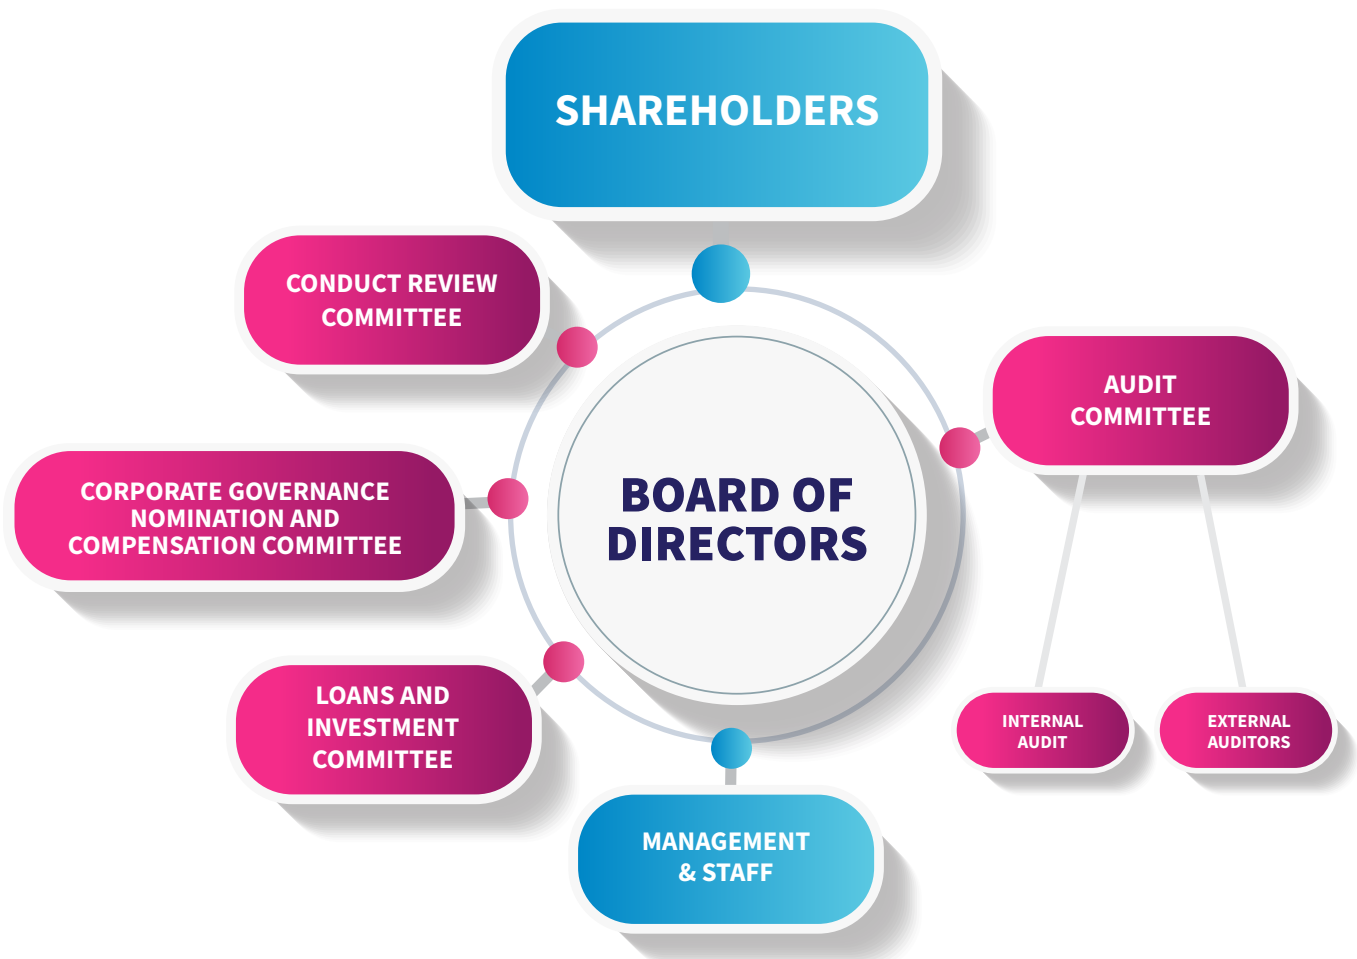 SHAREHOLDERS
CONDUCT REVIEW
COMMITTEE
AUDIT
COMMITTEE
CORPORATE GOVERNANCE
NOMINATION AND
COMPENSATION COMMITTEE
BOARD OF
DIRECTORS
LOANS AND
INVESTMENT
COMMITTEE
INTERNAL
AUDIT
EXTERNAL
AUDITORS
MANAGEMENT
& STAFF